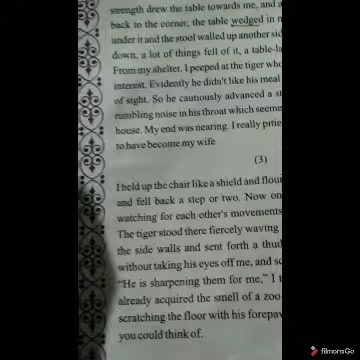 strength drew the table towards me, and a
back to the corner, the table wedged in n
under it and the stool walled up another sid
down, a lot of things fell of it, a table-la
From my shelter, I peeped at the tiger who
interest. Evidently he didn't like his meal
of sight. So he cautiously advanced a st
rumbling noise in his throat which seeme
house. My end was nearing. I really pitie
to have become my wife
(3)
I held up the chair like a shield and flou
and fell back a step or two. Now on
watching for each other's movements
The tiger stood there fiercely waving
the side walls and sent forth a thud
without taking his eyes off me, and sc
"He is sharpening them for me," I t
already acquired the smell of a zoo
scratching the floor with his forepaw
you could think of.
filmoraGo